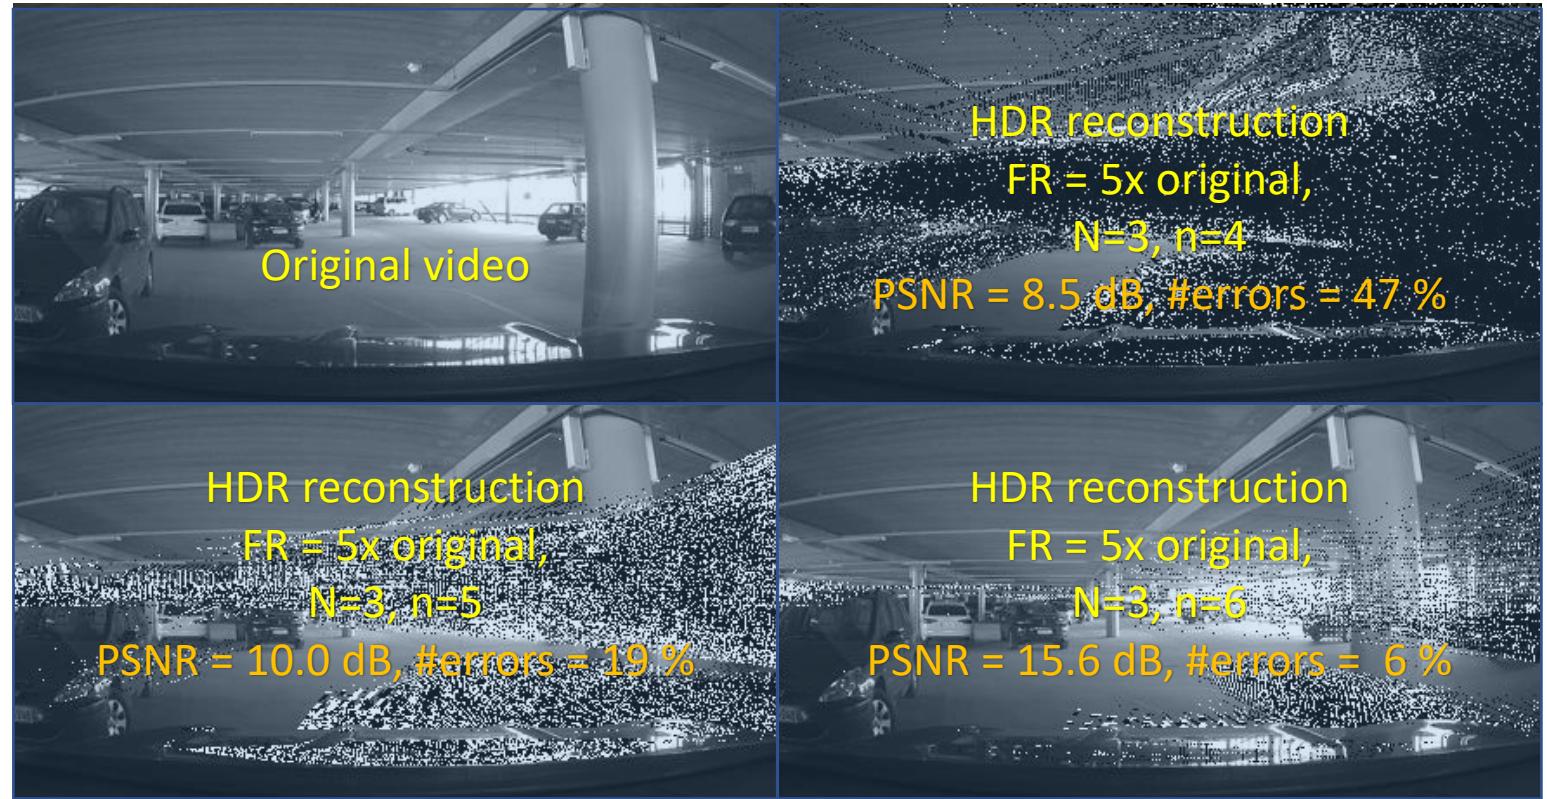 Original video
HDR reconstruction
FR = 5x original,
N=3, n=4
PSNR = 8.5 dB, #errors = 47 %
HDR reconstruction
FR = 5x original,
N=3, n=5
PSNR = 10.0 dB, #errors = 19 %
HDR reconstruction
FR = 5x original,
N=3, n=6
PSNR = 15.6 dB, #errors = 6 %